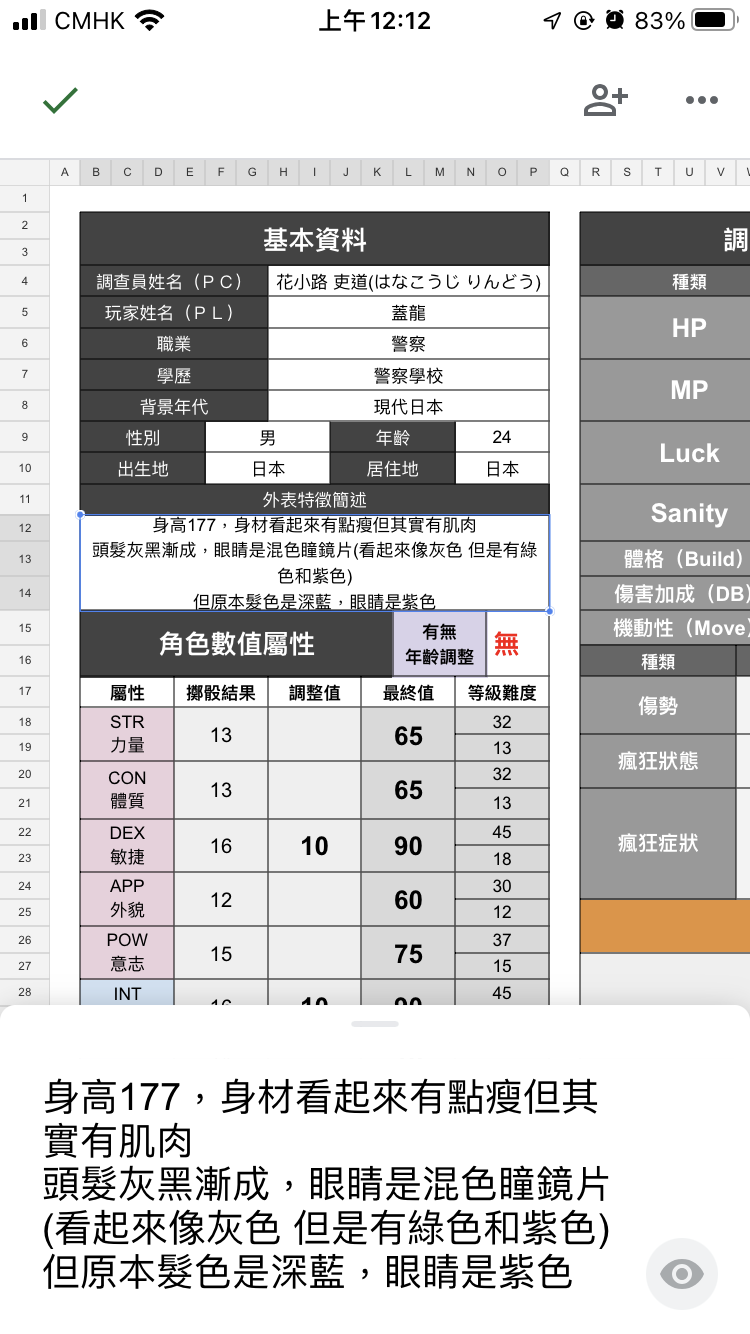 CMHK 上午12:12 83%
A B C D E F G H I J K L M N O P Q R S T U V
1
2
基本資料 調
3
4 調查員姓名（ＰＣ） 花小路 吏道(はなこうじ りんどう) 種類
5 玩家姓名（ＰＬ） 蓋龍
HP
6 職業 警察
7 學歷 警察學校
MP
8 背景年代 現代日本
9 性別 男 年齡 24
Luck
10 出生地 日本 居住地 日本
11 外表特徵簡述
Sanity
12 身高177，身材看起來有點瘦但其實有肌肉
13 頭髮灰黑漸成，眼睛是混色瞳鏡片(看起來像灰色 但是有綠
色和紫色)
體格（Build）
14 但原本髮色是深藍，眼睛是紫色
傷害加成（DB）
15 角色數值屬性 有無
年齡調整 無
機動性（Move）
16 種類
17 屬性 擲骰結果 調整值 最終值 等級難度
傷勢
18 STR 32
力量 13 65
19 13
20 CON 32
體質 13 65
瘋狂狀態
21 13
22 DEX 45
敏捷 16 10 90
瘋狂症狀
23 18
24 APP 30
外貌 12 60
25 12
26 POW 37
意志 15 75
27 15
28 INT 16 10 90 45
身高177，身材看起來有點瘦但其
實有肌肉
頭髮灰黑漸成，眼睛是混色瞳鏡片
(看起來像灰色 但是有綠色和紫色)
但原本髮色是深藍，眼睛是紫色